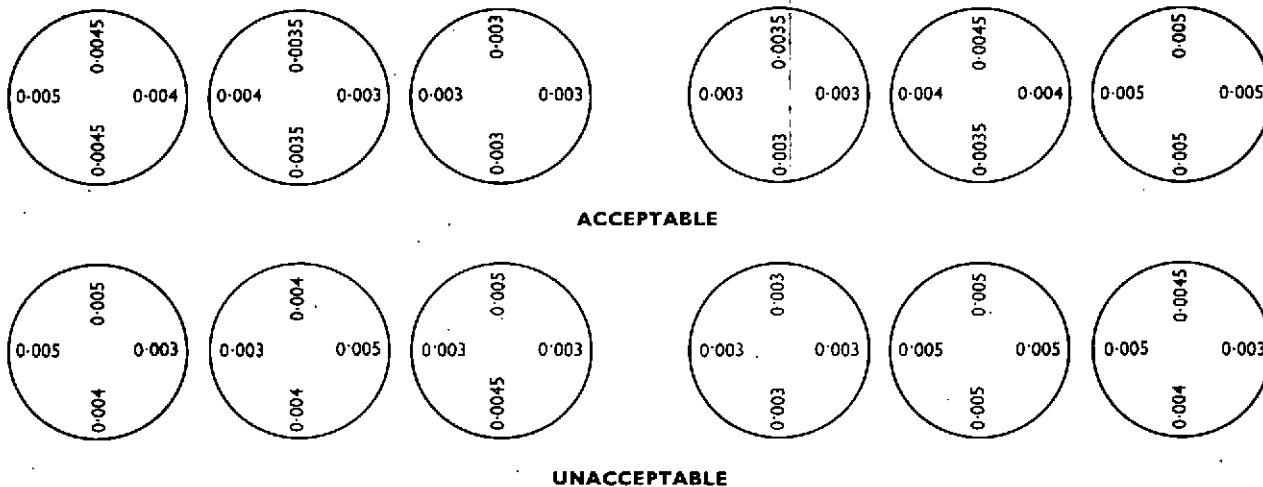 0·0045 0·0035 0·003 0·0035 0·0045 0·005
0·005 0·004 0·004 0·003 0·003 0·003 0·003 0·003 0·004 0·004 0·005 0·005
0·0045 0·0035 0·003 0·003 0·0035 0·005
ACCEPTABLE
0·005 0·004 0·005 0·003 0·005 0·0045
0·005 0·003 0·003 0·005 0·003 0·003 0·003 0·003 0·005 0·005 0·005 0·003
0·004 0·004 0·0045 0·003 0·005 0·004
UNACCEPTABLE